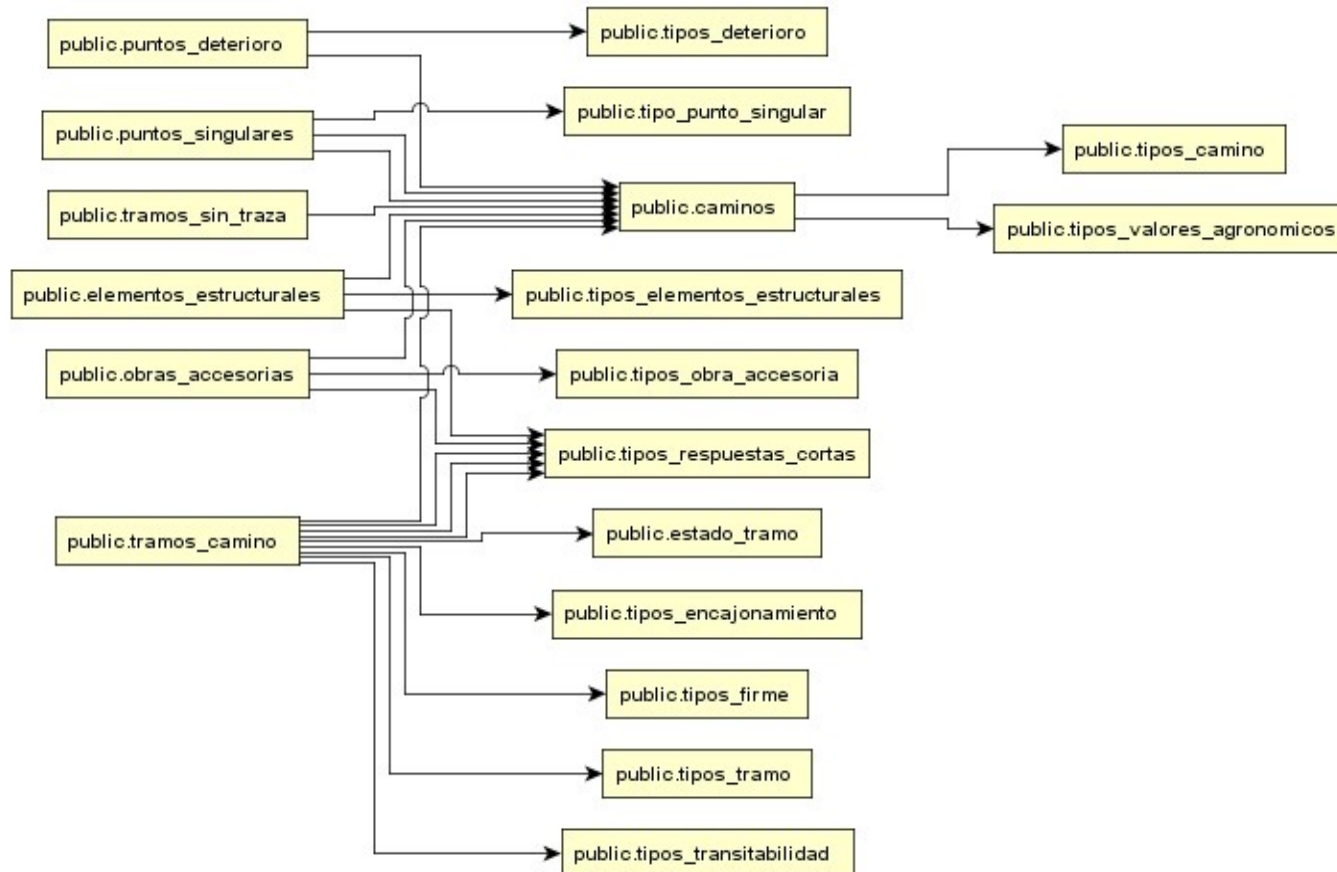 public.puntos_deterioro
public.tipos_deterioro
public.puntos_singulares
public.tipo_punto_singular
public.tipos_camino
public.tramos_sin_traza
public.caminos
public.tipos_valores_agronomicos
public.elementos_estructurales
public.tipos_elementos_estructurales
public.obras_accesorias
public.tipos_obra_accesoria
public.tipos_respuestas_cortas
public.tramos_camino
public.estado_tramo
public.tipos_encajonamiento
public.tipos_firme
public.tipos_tramo
public.tipos_transitabilidad